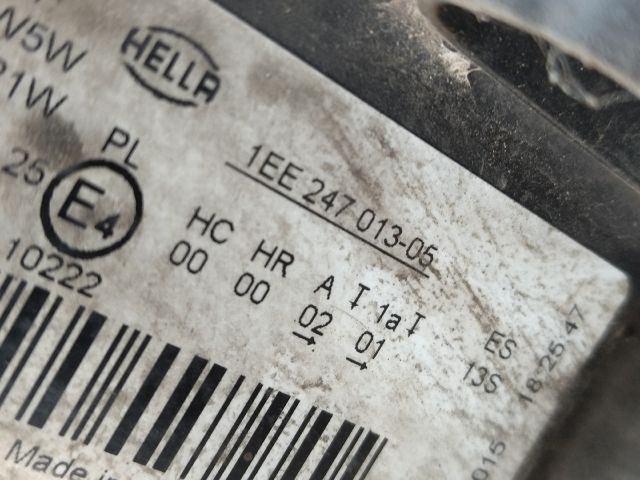 W5W
21W
HELLA
PL
25
E4
1EE 247 013-05
10222
HC HR A I 1a I
00 00 02 01
ES
13S
18:25:47
015
Made in